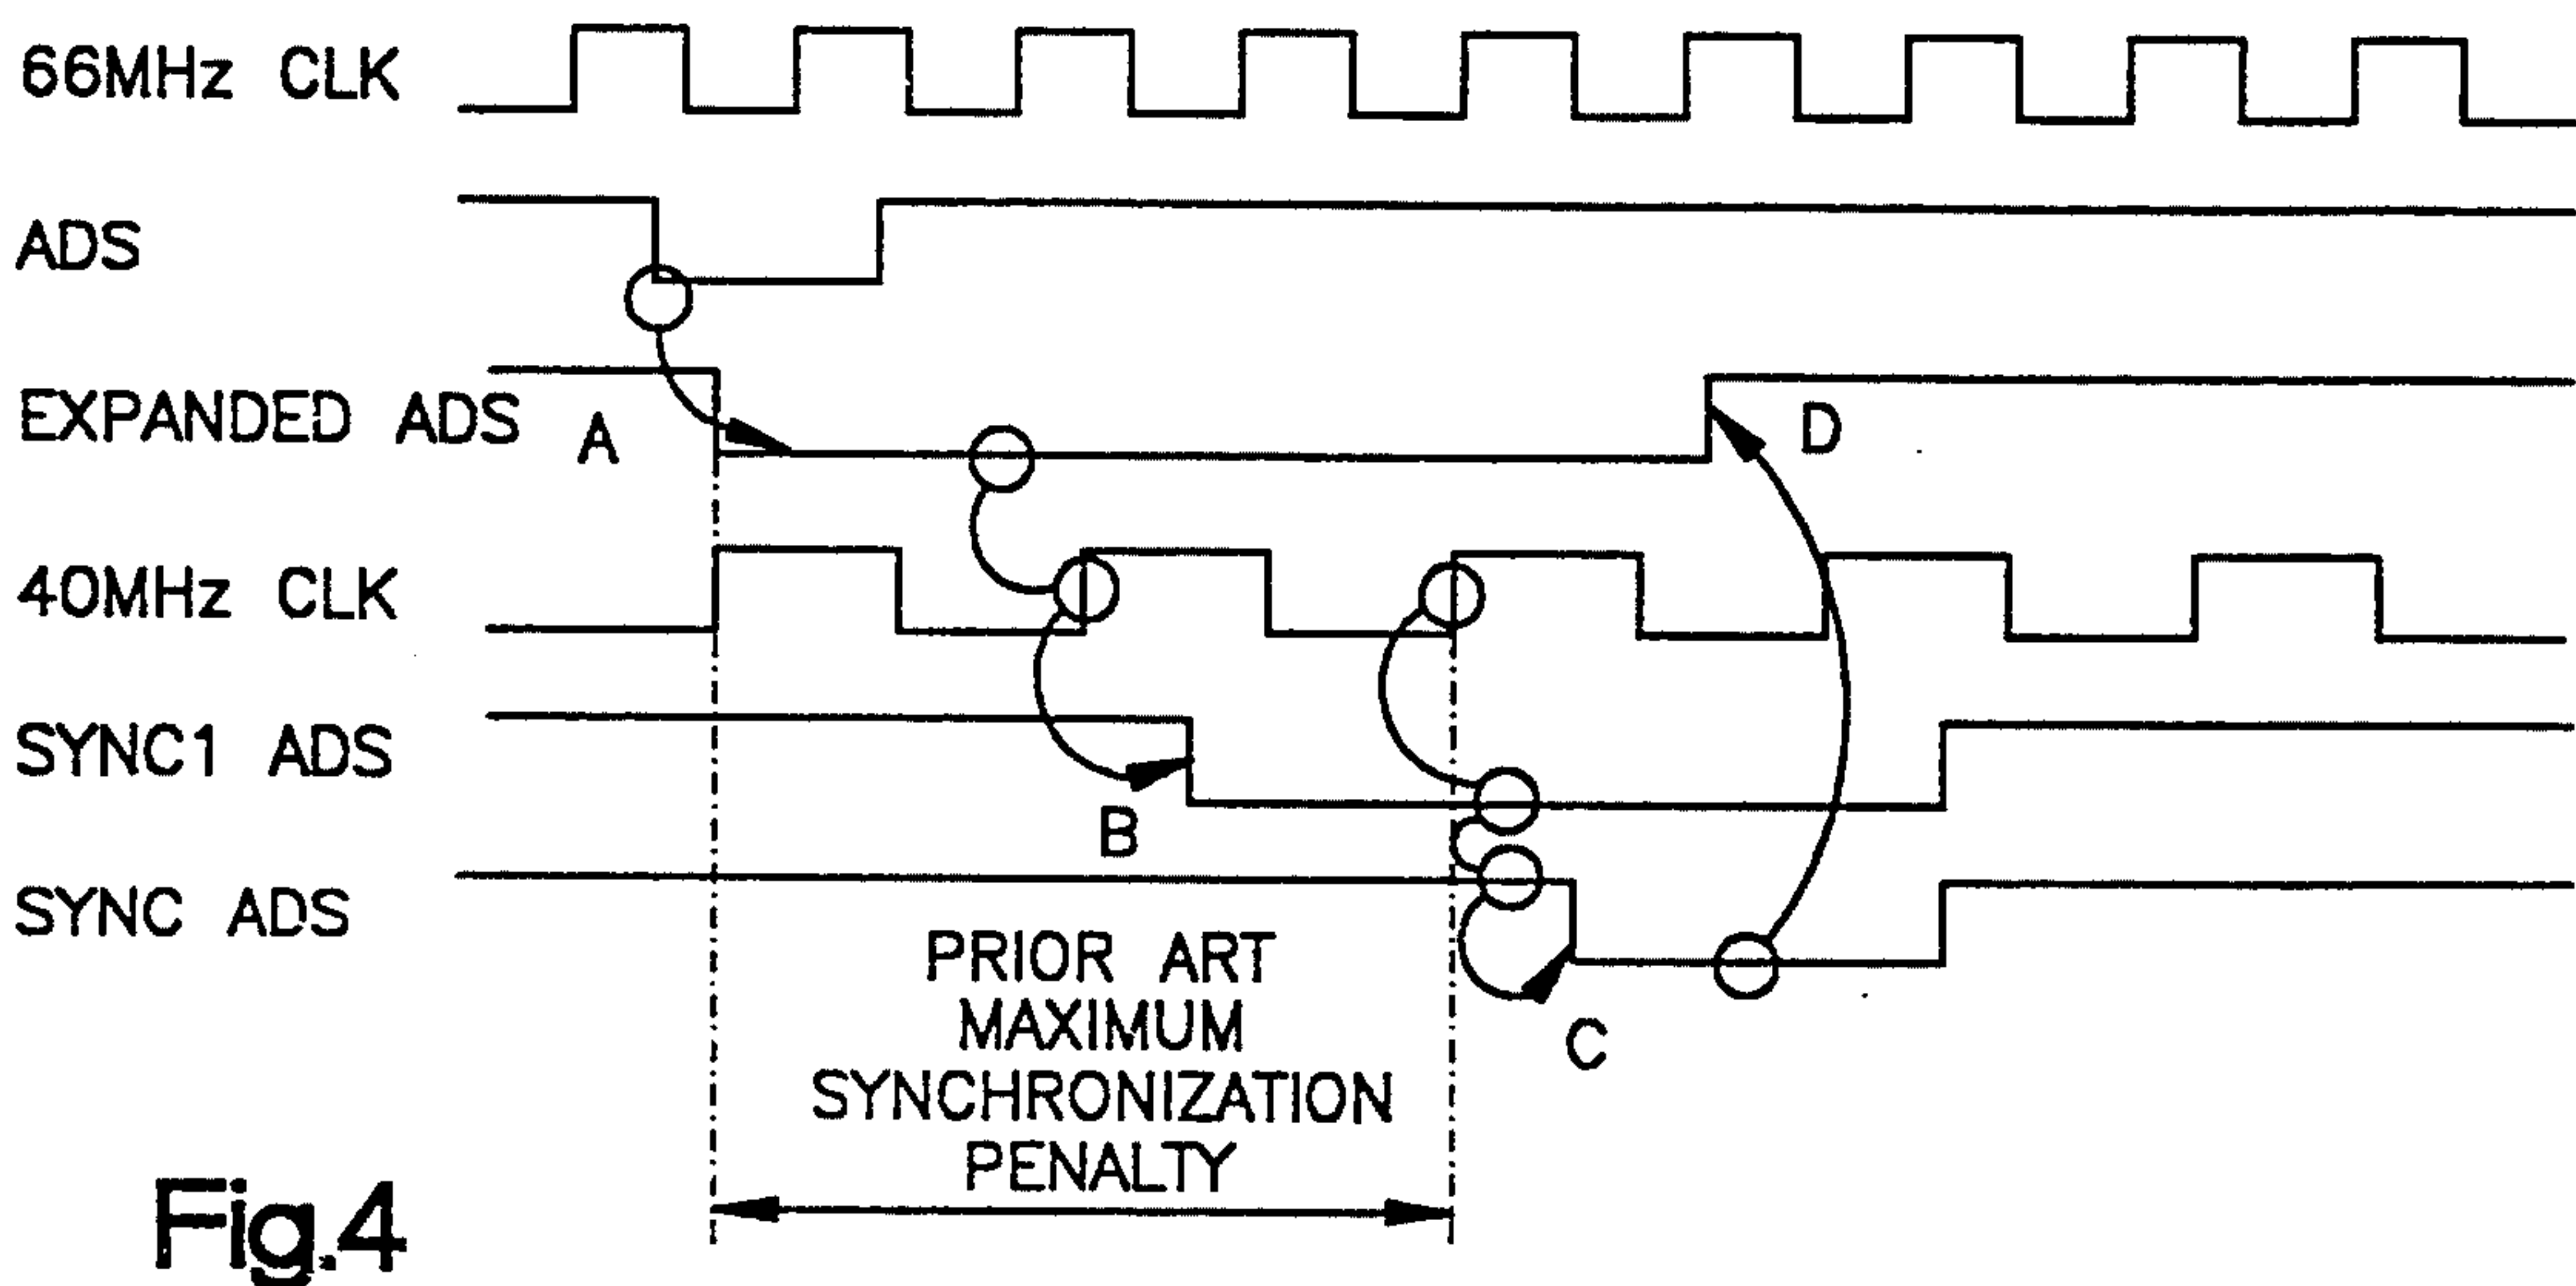 66MHz CLK
ADS
EXPANDED ADS
A
D
40MHz CLK
SYNC1 ADS
B
SYNC ADS
PRIOR ART
MAXIMUM
SYNCHRONIZATION
PENALTY
C
Fig.4